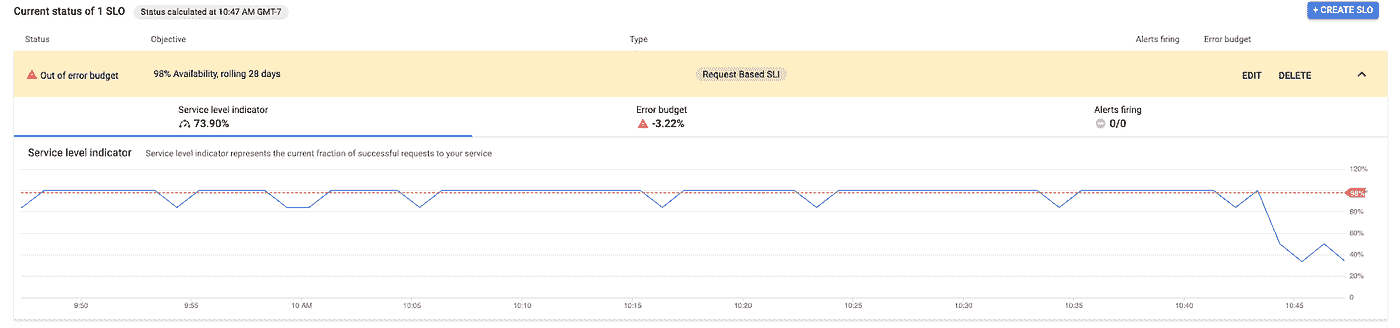 Current status of 1 SLO Status calculated at 10:47 AM GMT-7 + CREATE SLO
Status Objective Type Alerts firing Error budget
Out of error budget 98% Availability, rolling 28 days Request Based SLI EDIT DELETE
Service level indicator Error budget Alerts firing
73.90% -3.22% 0/0
Service level indicator Service level indicator represents the current fraction of successful requests to your service
120%
98%
80%
60%
40%
20%
0
9:50 9:55 10 AM 10:05 10:10 10:15 10:20 10:25 10:30 10:35 10:40 10:45